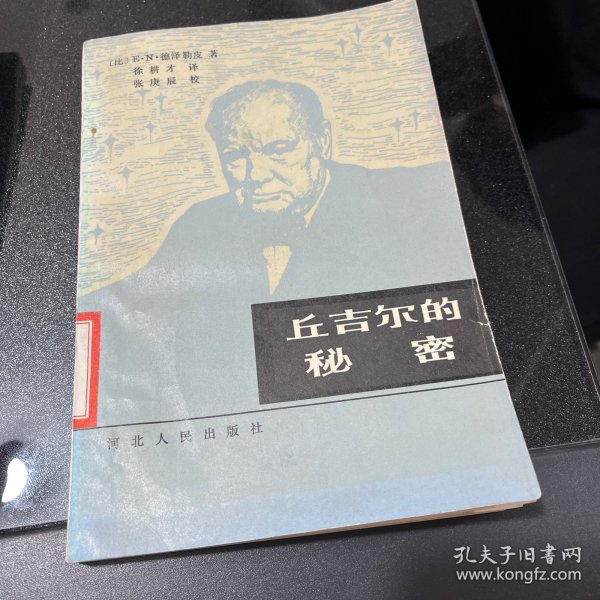 〔比〕E·N·德泽勒皮 著
徐耕才 译
张庚辰 校
丘吉尔的
秘密
河北人民出版社
孔夫子旧书网
www.kongfz.com